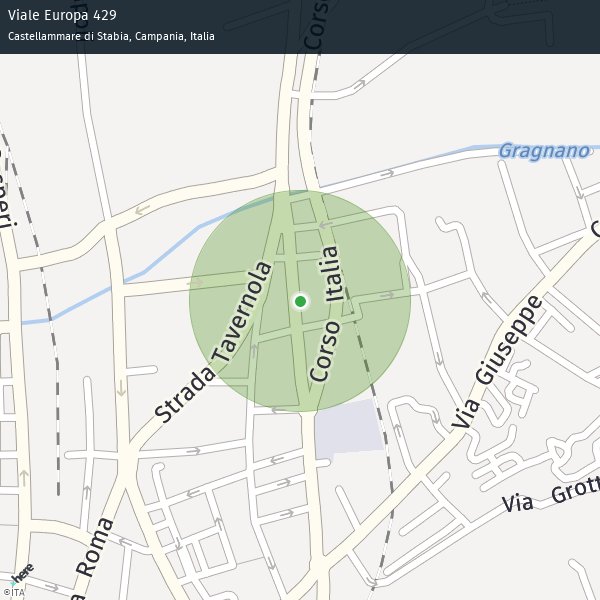 Viale Europa 429
Castellammare di Stabia, Campania, Italia
Corso
Gragnano
Strada Tavernola
Corso Italia
Via Giuseppe
Via Grott
Roma
here
©ITA